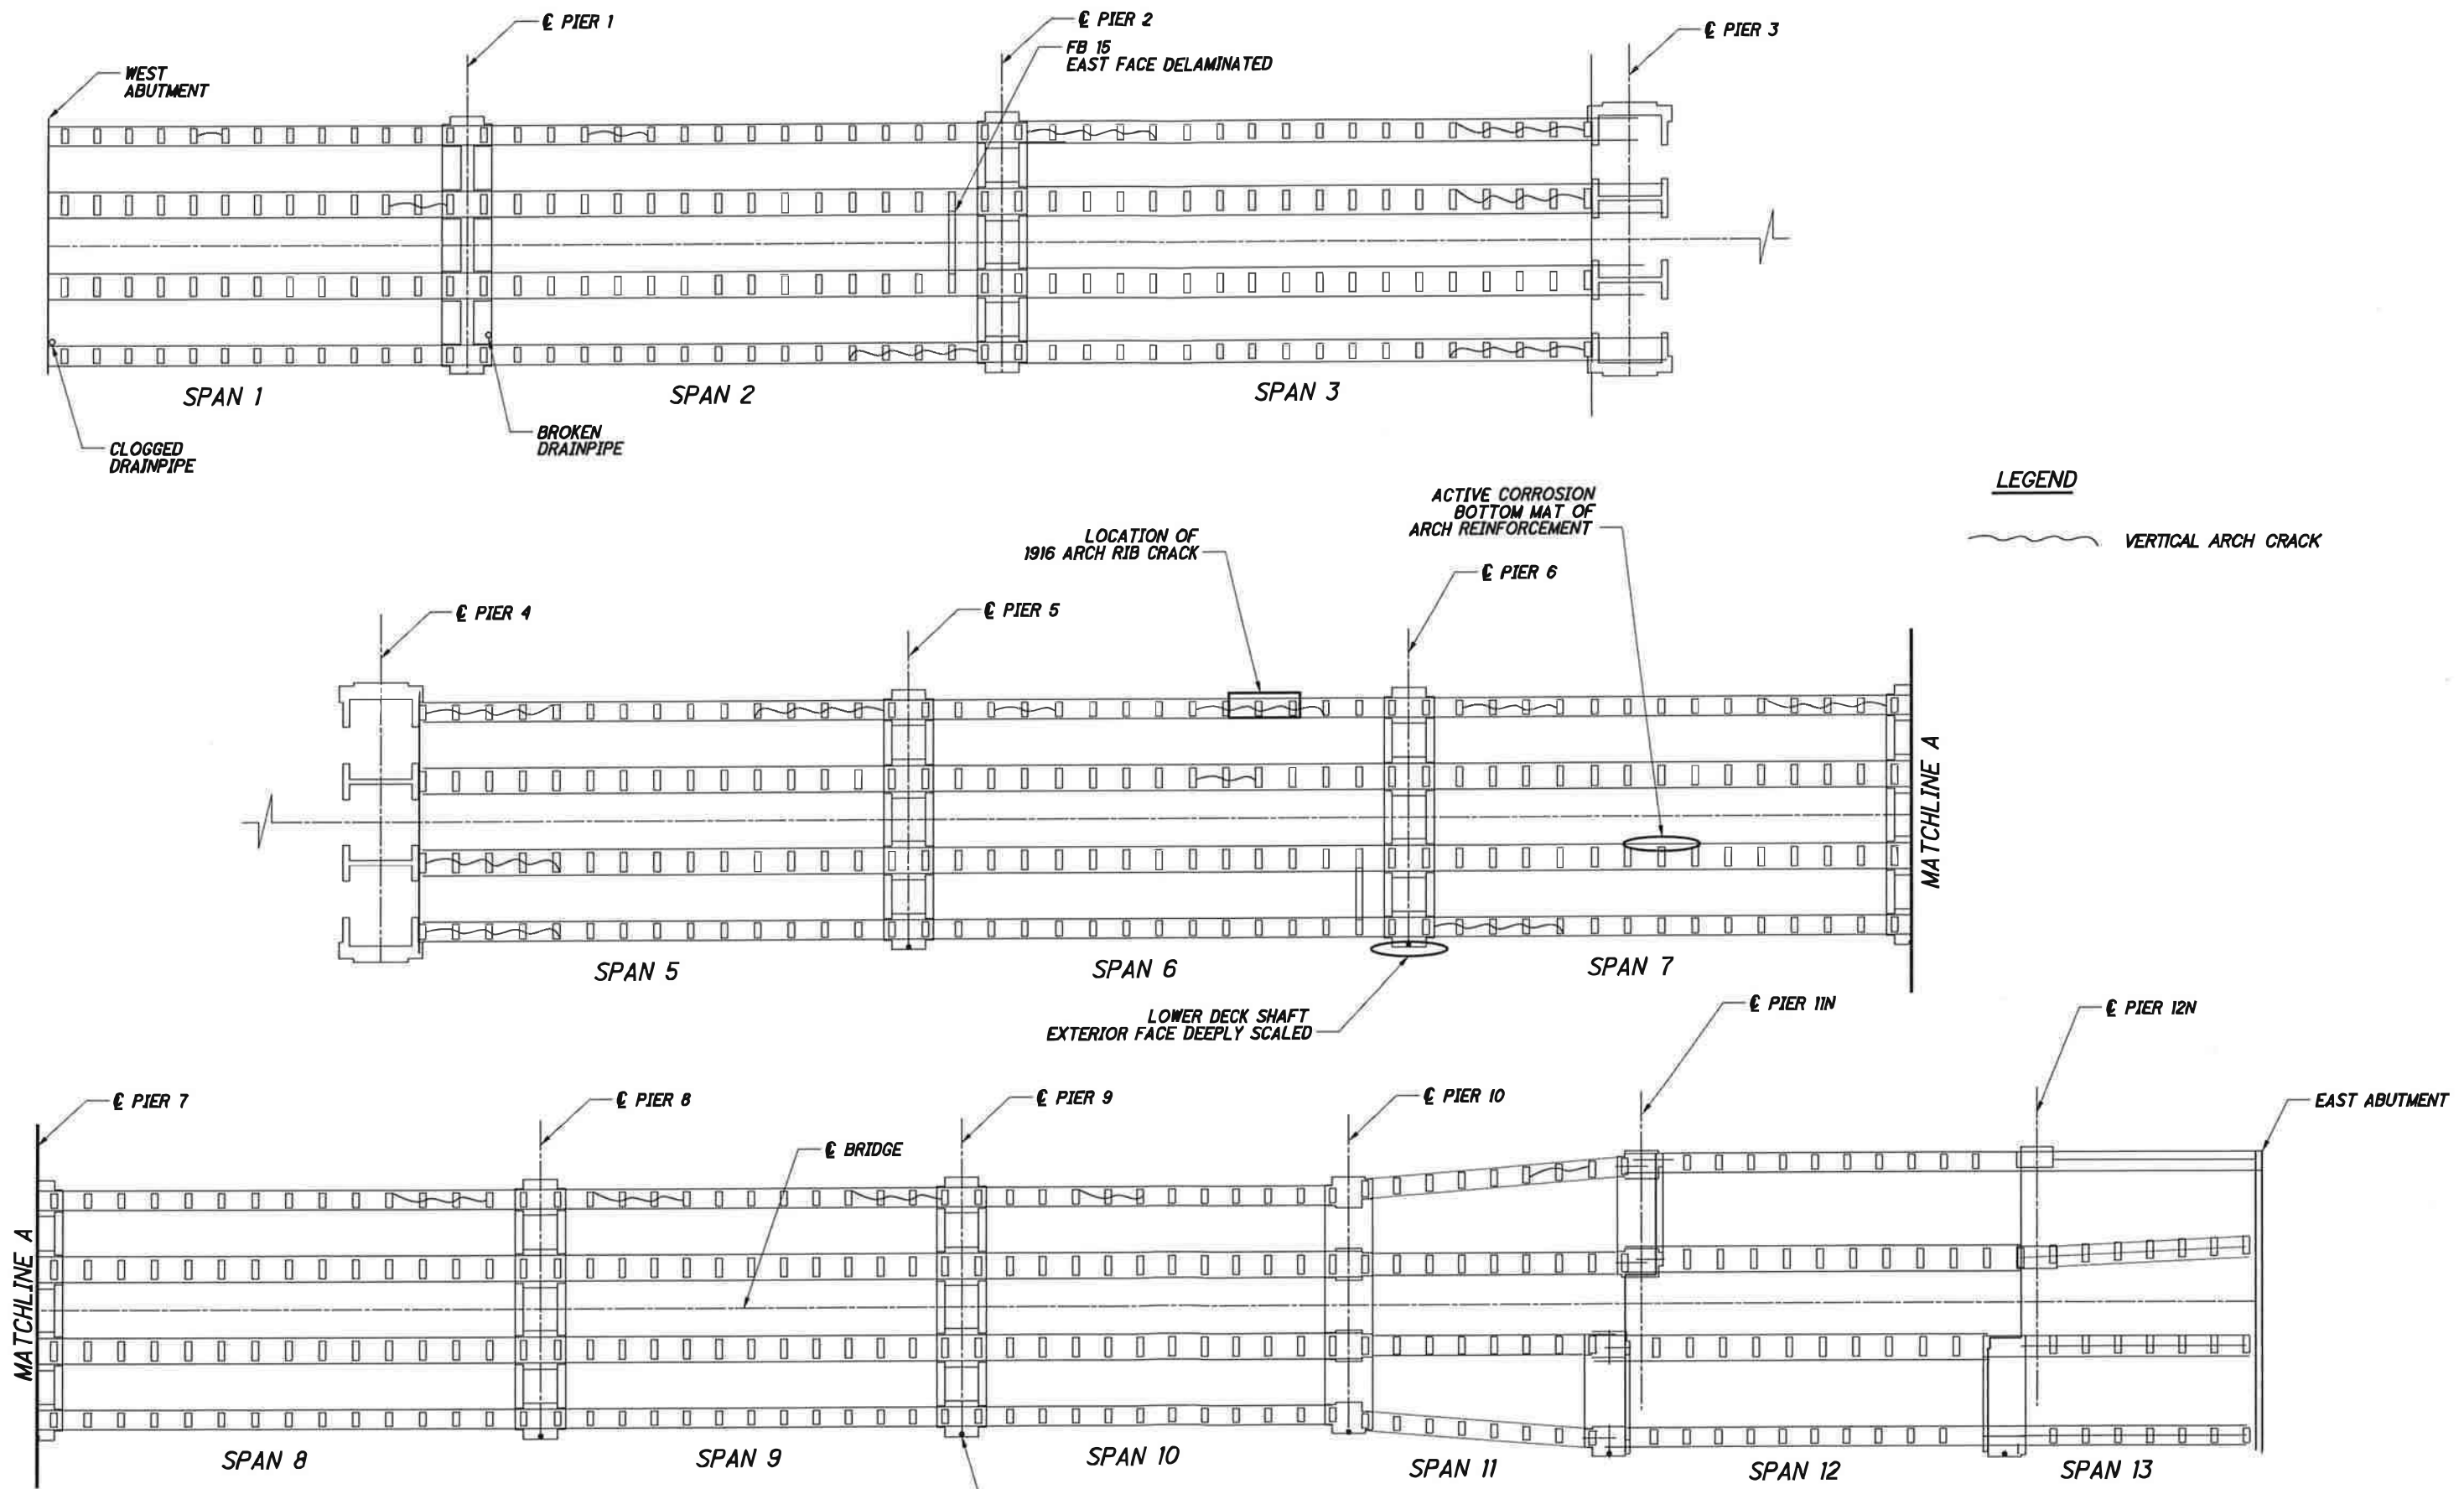 ℄ PIER 1
℄ PIER 2
FB 15
EAST FACE DELAMINATED
℄ PIER 3
WEST
ABUTMENT
SPAN 1
SPAN 2
SPAN 3
CLOGGED
DRAINPIPE
BROKEN
DRAINPIPE
LEGEND
VERTICAL ARCH CRACK
ACTIVE CORROSION
BOTTOM MAT OF
ARCH REINFORCEMENT
LOCATION OF
1916 ARCH RIB CRACK
℄ PIER 4
℄ PIER 5
℄ PIER 6
MATCHLINE A
SPAN 5
SPAN 6
SPAN 7
LOWER DECK SHAFT
EXTERIOR FACE DEEPLY SCALED
℄ PIER 7
℄ PIER 8
℄ BRIDGE
℄ PIER 9
℄ PIER 10
℄ PIER 11N
℄ PIER 12N
EAST ABUTMENT
MATCHLINE A
SPAN 8
SPAN 9
SPAN 10
SPAN 11
SPAN 12
SPAN 13